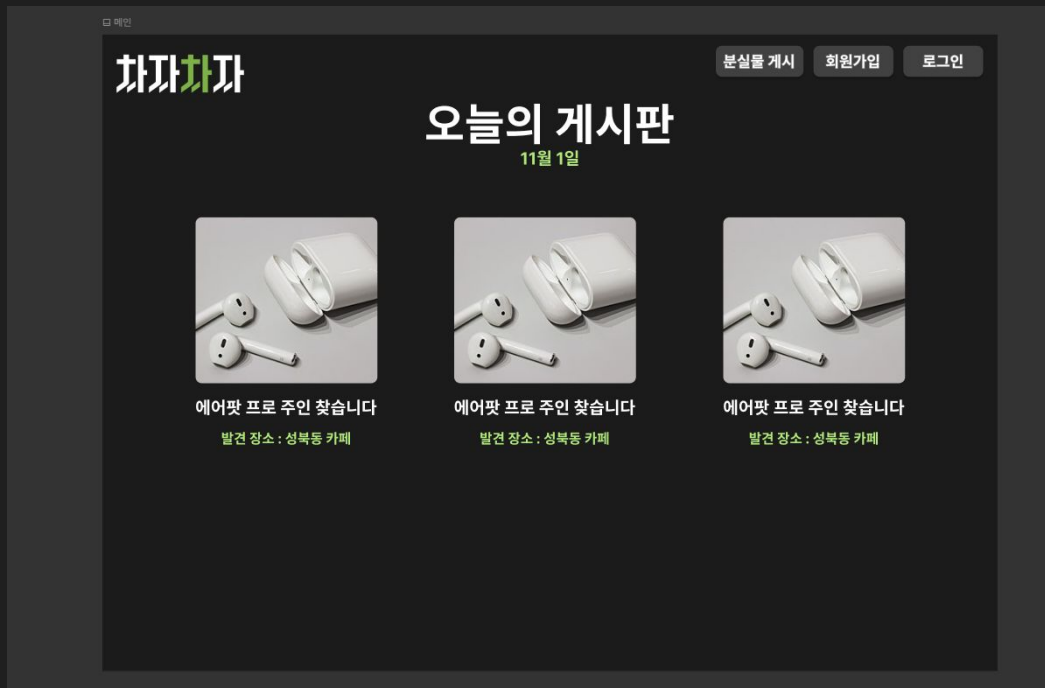 메인
차자차자
분실물 게시
회원가입
로그인
오늘의 게시판
11월 1일
에어팟 프로 주인 찾습니다
발견 장소 : 성북동 카페
에어팟 프로 주인 찾습니다
발견 장소 : 성북동 카페
에어팟 프로 주인 찾습니다
발견 장소 : 성북동 카페